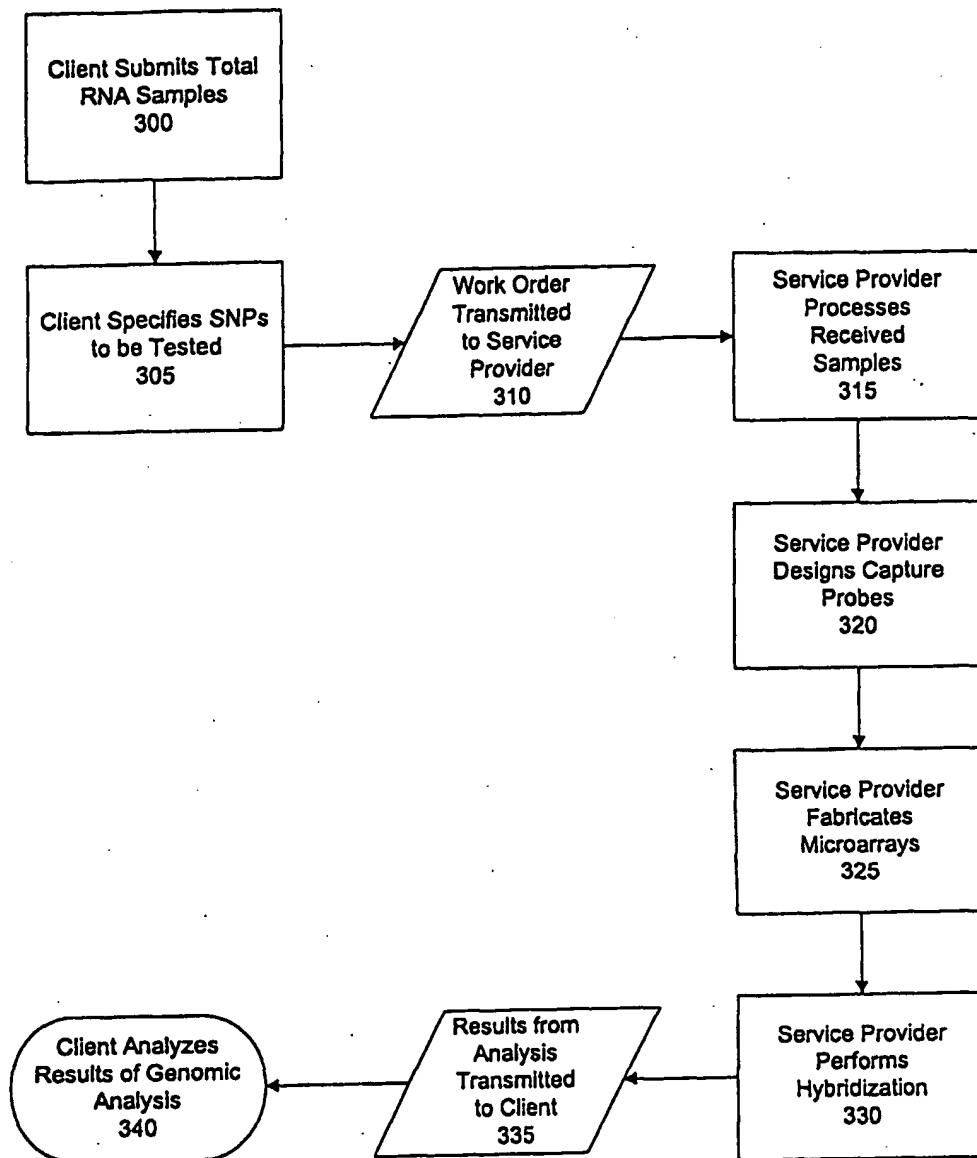 Client Submits Total
RNA Samples
300
Client Specifies SNPs
to be Tested
305
Work Order
Transmitted
to Service
Provider
310
Service Provider
Processes
Received
Samples
315
Service Provider
Designs Capture
Probes
320
Service Provider
Fabricates
Microarrays
325
Service Provider
Performs
Hybridization
330
Results from
Analysis
Transmitted
to Client
335
Client Analyzes
Results of Genomic
Analysis
340